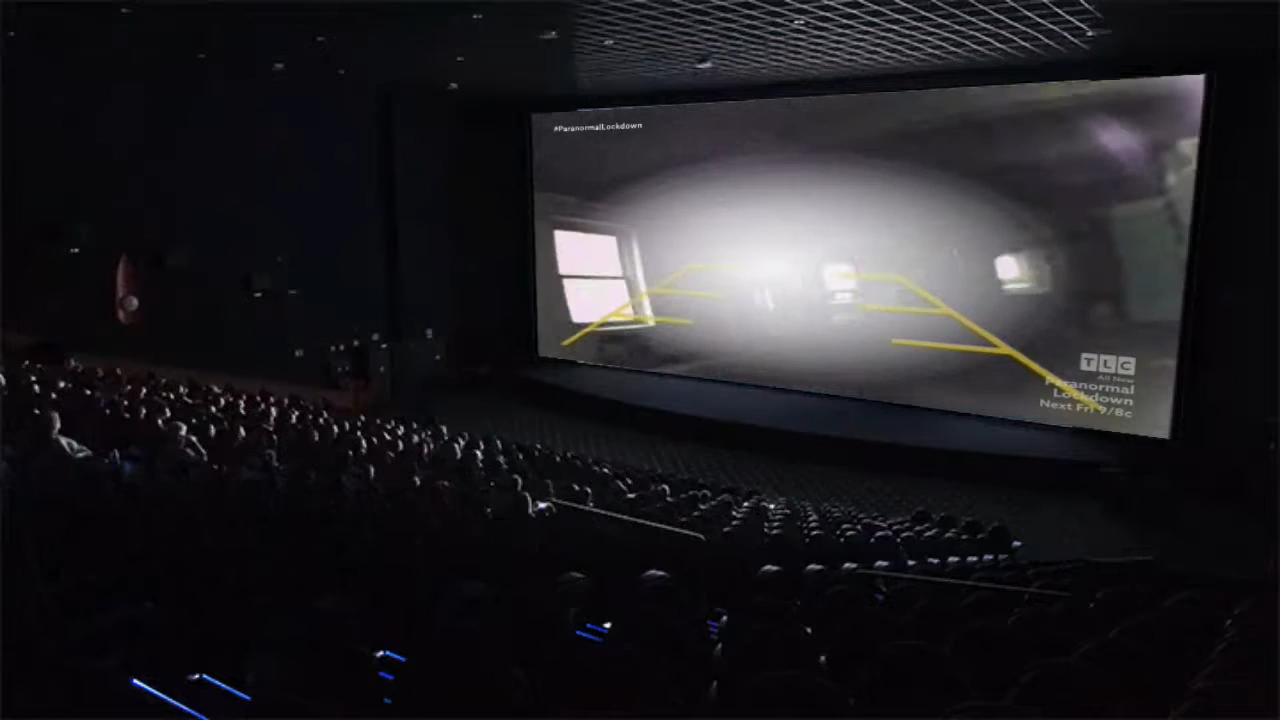 #ParanormalLockdown
TLC
All New
Paranormal
Lockdown
Next Fri 9/8c